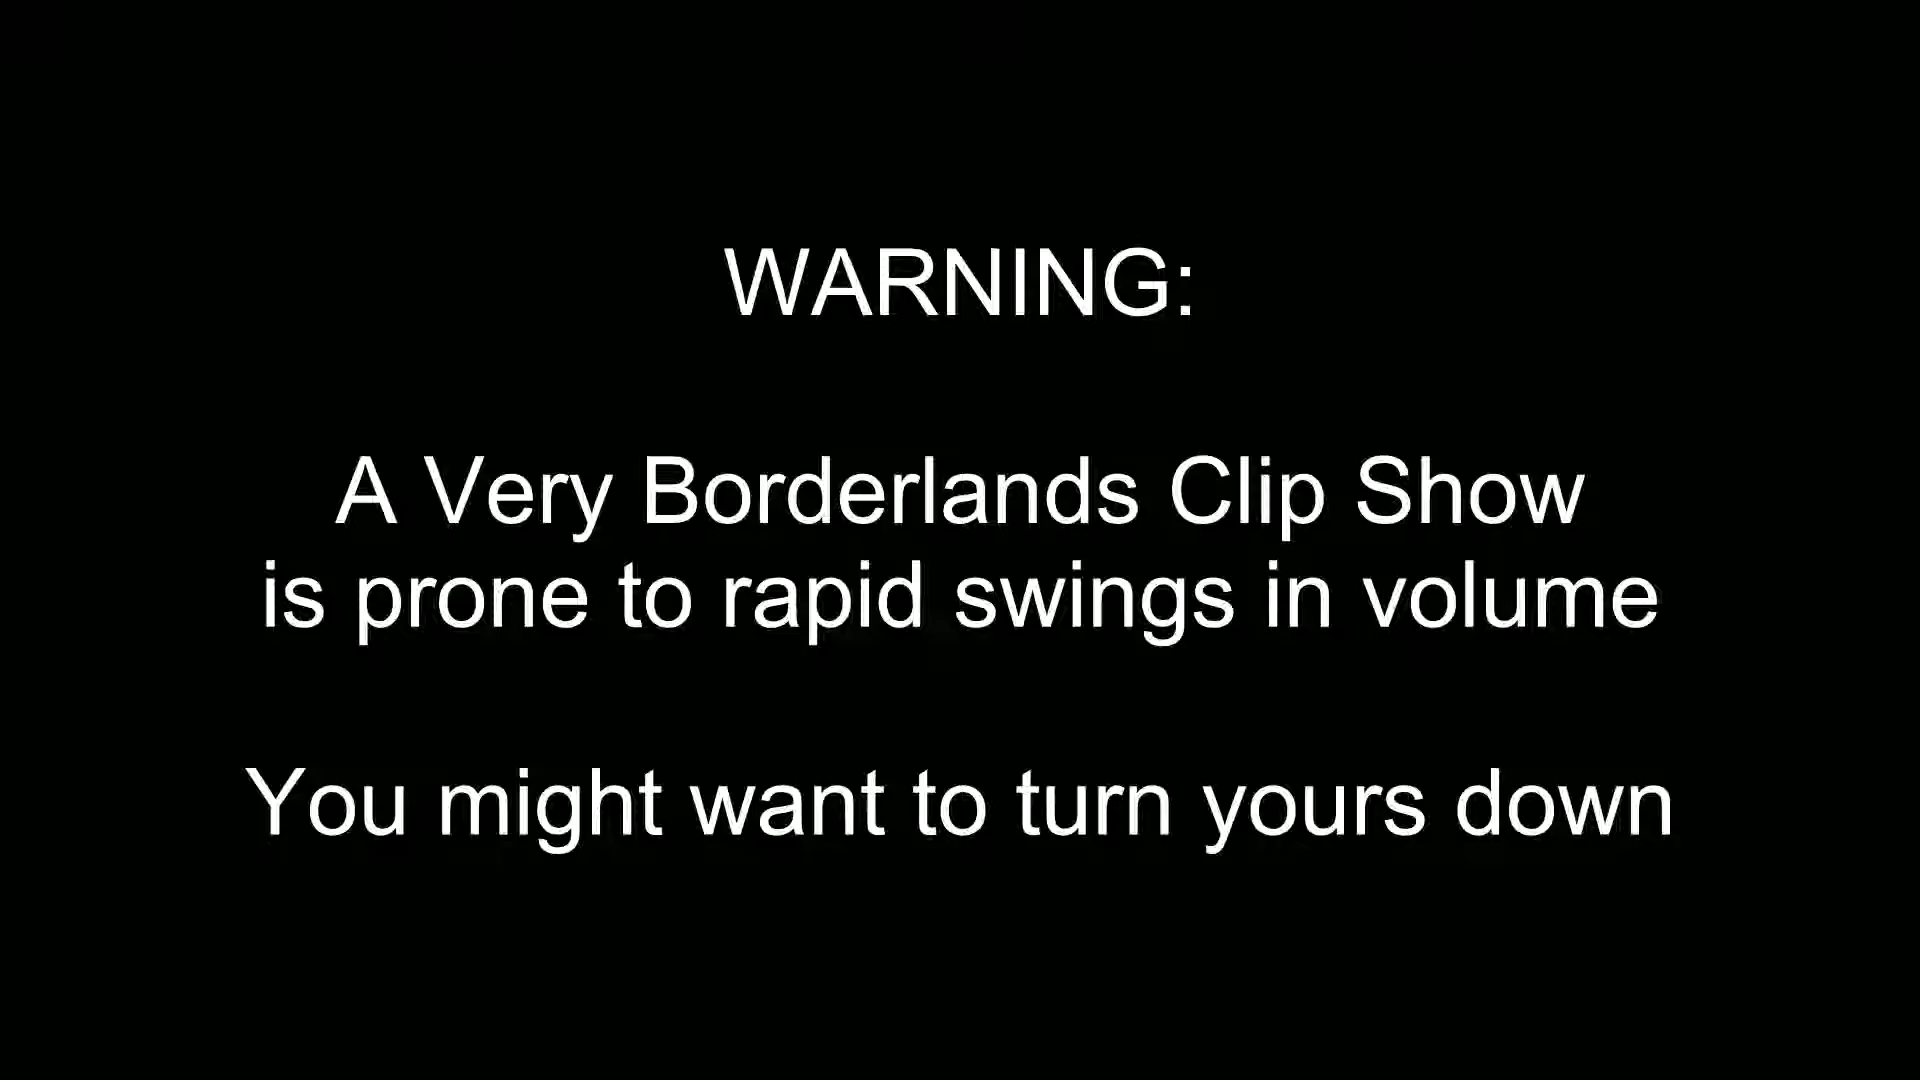 WARNING:
A Very Borderlands Clip Show
is prone to rapid swings in volume
You might want to turn yours down